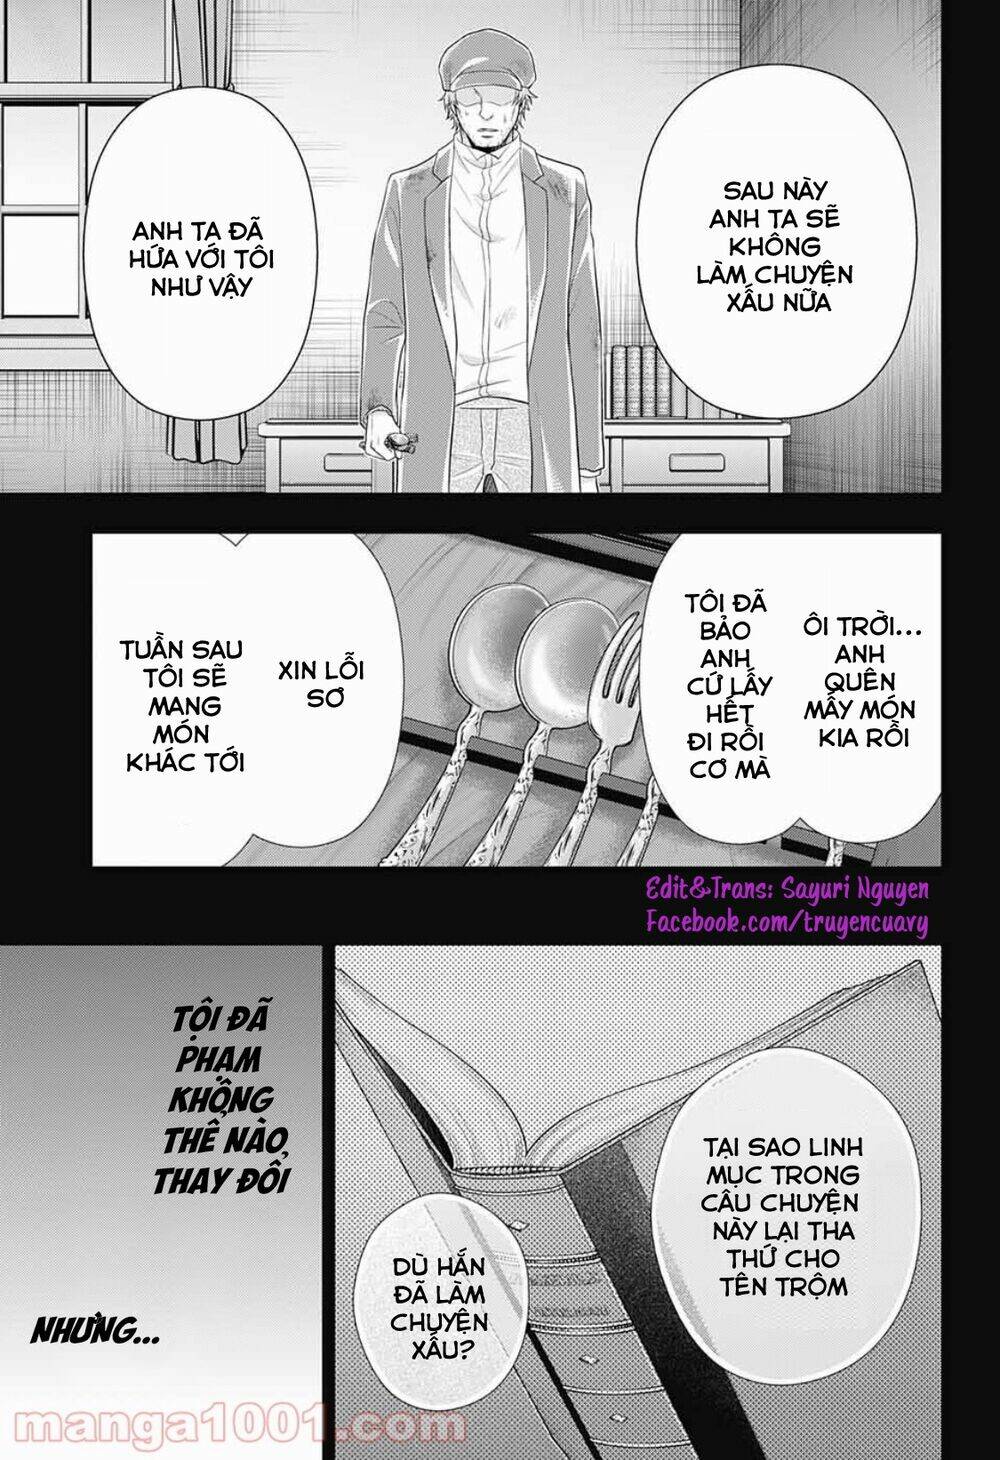 SAU NÀY
ANH TA SẼ
KHÔNG
LÀM CHUYỆN
XẤU NỮA
ANH TA ĐÃ
HỨA VỚI TÔI
NHƯ VẬY
ÔI TRỜI...
ANH
QUÊN
MẤY MÓN
KIA RỒI
TÔI ĐÃ
BẢO
ANH
CỨ LẤY
HẾT
ĐI RỒI
CƠ MÀ
XIN LỖI
SƠ
TUẦN SAU
TÔI SẼ
MANG
MÓN
KHÁC TỚI
Edit&Trans: Sayuri Nguyen
Facebook.com/truyencuavy
TẠI SAO LINH
MỤC TRONG
CÂU CHUYỆN
NÀY LẠI THA
THỨ CHO
TÊN TRỘM
DÙ HẮN
ĐÃ LÀM
CHUYỆN
XẤU?
TỘI ĐÃ
PHẠM
KHÔNG
THỂ NÀO
THAY ĐỔI
NHƯNG...
manga1001.com